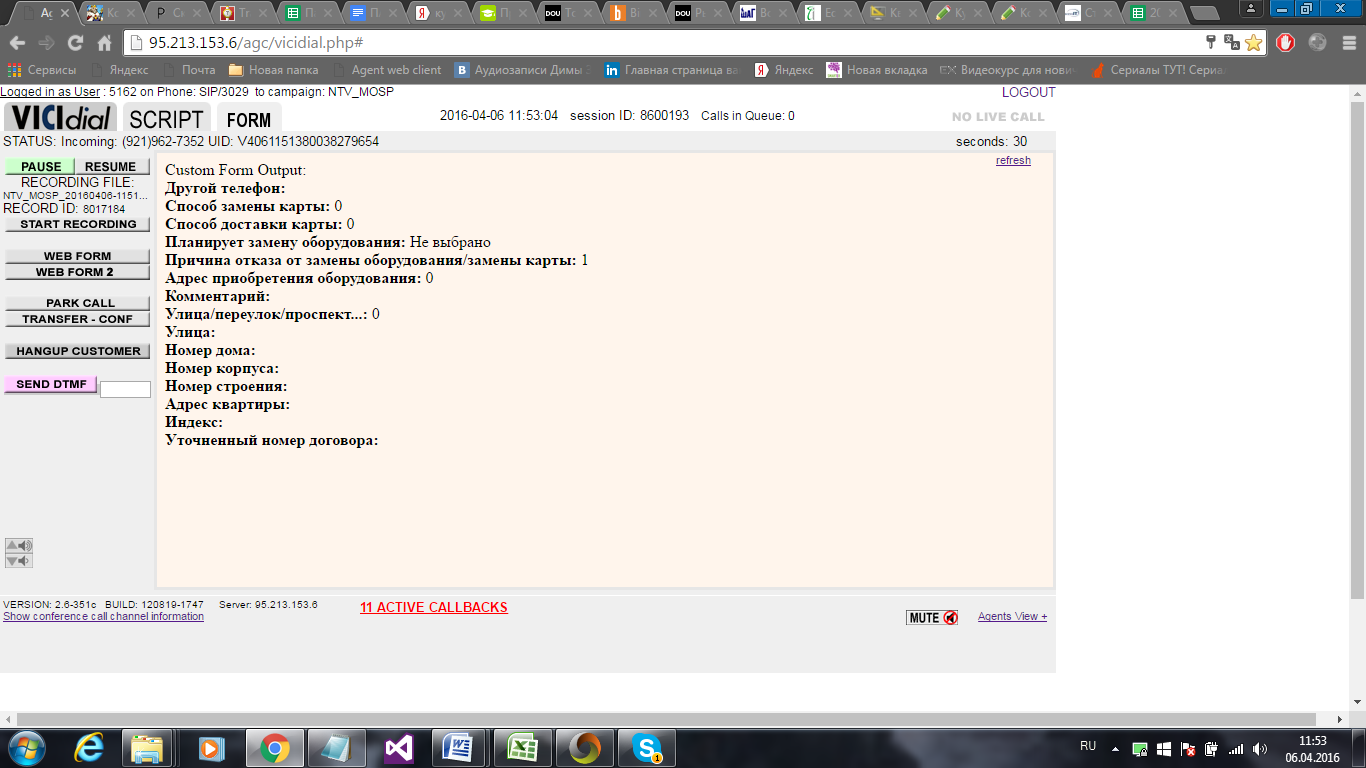 Ag
Ko
P
Ce
Tr
П
П
ку
П
To
Bi
Pu
Во
Ec
Ko
Ку
Ко
Ст
20
95.213.153.6/agc/vicidial.php#
Сервисы
Яндекс
Почта
Новая папка
Agent web client
Аудиозаписи Димы
Главная страница ва
Яндекс
Новая вкладка
Видеокурс для нович
Сериалы ТУТ! Сериа
Logged in as User : 5162 on Phone: SIP/3029 to campaign: NTV_MOSP
LOGOUT
VICIdial
SCRIPT
FORM
2016-04-06 11:53:04 session ID: 8600193 Calls in Queue: 0
NO LIVE CALL
STATUS: Incoming: (921)962-7352 UID: V4061151380038279654
seconds: 30
PAUSE
RESUME
RECORDING FILE:
NTV_MOSP_20160406-1151...
RECORD ID: 8017184
START RECORDING
WEB FORM
WEB FORM 2
PARK CALL
TRANSFER - CONF
HANGUP CUSTOMER
SEND DTMF
refresh
Custom Form Output:
Другой телефон:
Способ замены карты: 0
Способ доставки карты: 0
Планирует замену оборудования: Не выбрано
Причина отказа от замены оборудования/замены карты: 1
Адрес приобретения оборудования: 0
Комментарий:
Улица/переулок/проспект...: 0
Улица:
Номер дома:
Номер корпуса:
Номер строения:
Адрес квартиры:
Индекс:
Уточненный номер договора:
VERSION: 2.6-351c BUILD: 120819-1747 Server: 95.213.153.6
Show conference call channel information
11 ACTIVE CALLBACKS
MUTE
Agents View +
RU
11:53
06.04.2016